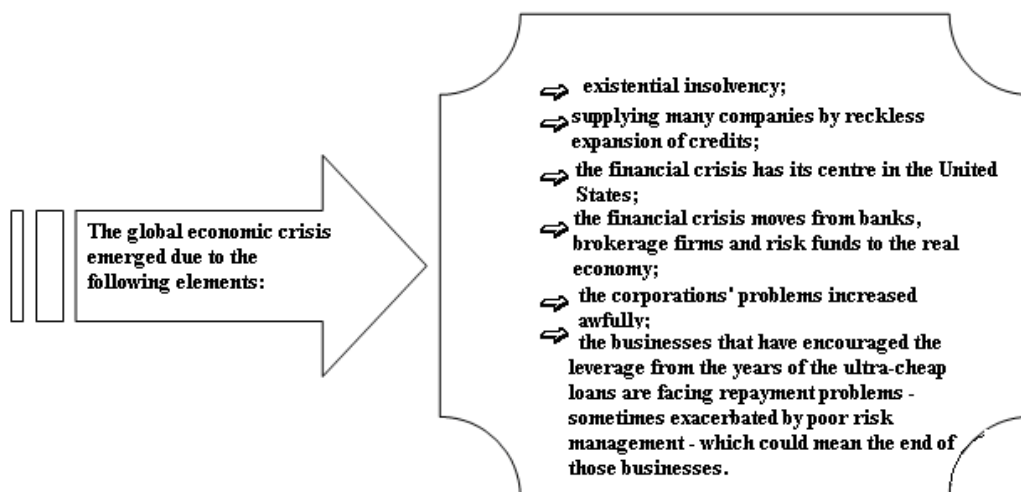 The global economic crisis
emerged due to the
following elements:
existential insolvency;
supplying many companies by reckless
expansion of credits;
the financial crisis has its centre in the United
States;
the financial crisis moves from banks,
brokerage firms and risk funds to the real
economy;
the corporations' problems increased
awfully;
the businesses that have encouraged the
leverage from the years of the ultra-cheap
loans are facing repayment problems -
sometimes exacerbated by poor risk
management - which could mean the end of
those businesses.